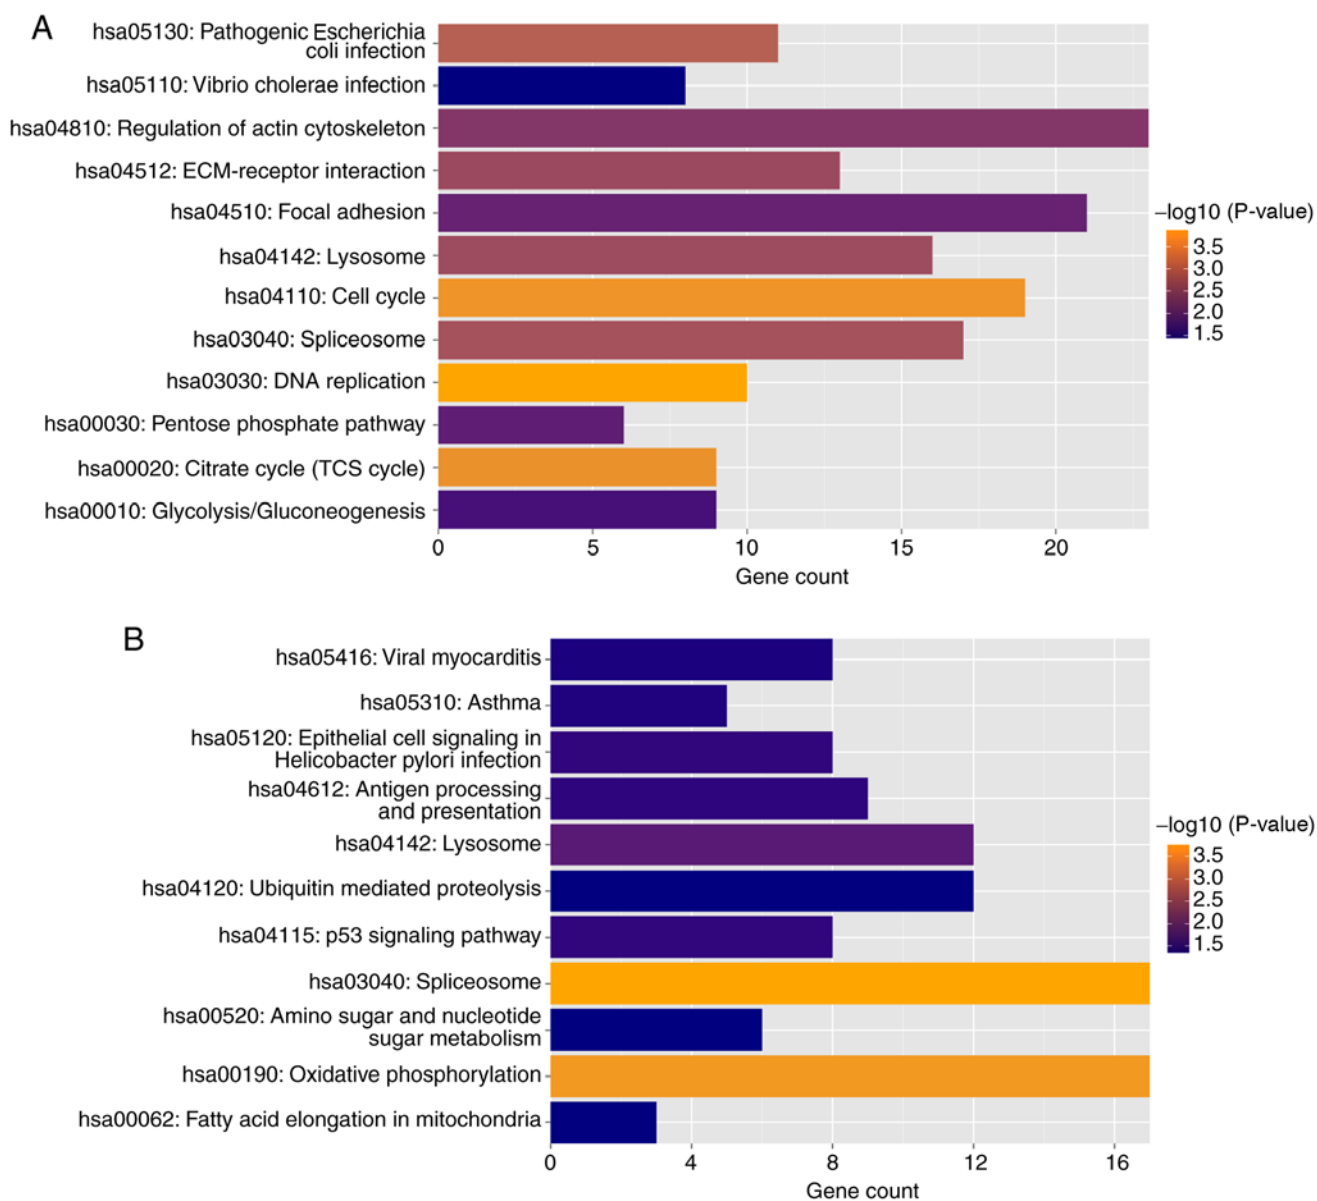 A
hsa05130: Pathogenic Escherichia
coli infection
hsa05110: Vibrio cholerae infection
hsa04810: Regulation of actin cytoskeleton
hsa04512: ECM-receptor interaction
hsa04510: Focal adhesion
hsa04142: Lysosome
hsa04110: Cell cycle
hsa03040: Spliceosome
hsa03030: DNA replication
hsa00030: Pentose phosphate pathway
hsa00020: Citrate cycle (TCS cycle)
hsa00010: Glycolysis/Gluconeogenesis
0 5 10 15 20
Gene count
–log10 (P-value)
3.5
3.0
2.5
2.0
1.5
B
hsa05416: Viral myocarditis
hsa05310: Asthma
hsa05120: Epithelial cell signaling in
Helicobacter pylori infection
hsa04612: Antigen processing
and presentation
hsa04142: Lysosome
hsa04120: Ubiquitin mediated proteolysis
hsa04115: p53 signaling pathway
hsa03040: Spliceosome
hsa00520: Amino sugar and nucleotide
sugar metabolism
hsa00190: Oxidative phosphorylation
hsa00062: Fatty acid elongation in mitochondria
0 4 8 12 16
Gene count
–log10 (P-value)
3.5
3.0
2.5
2.0
1.5